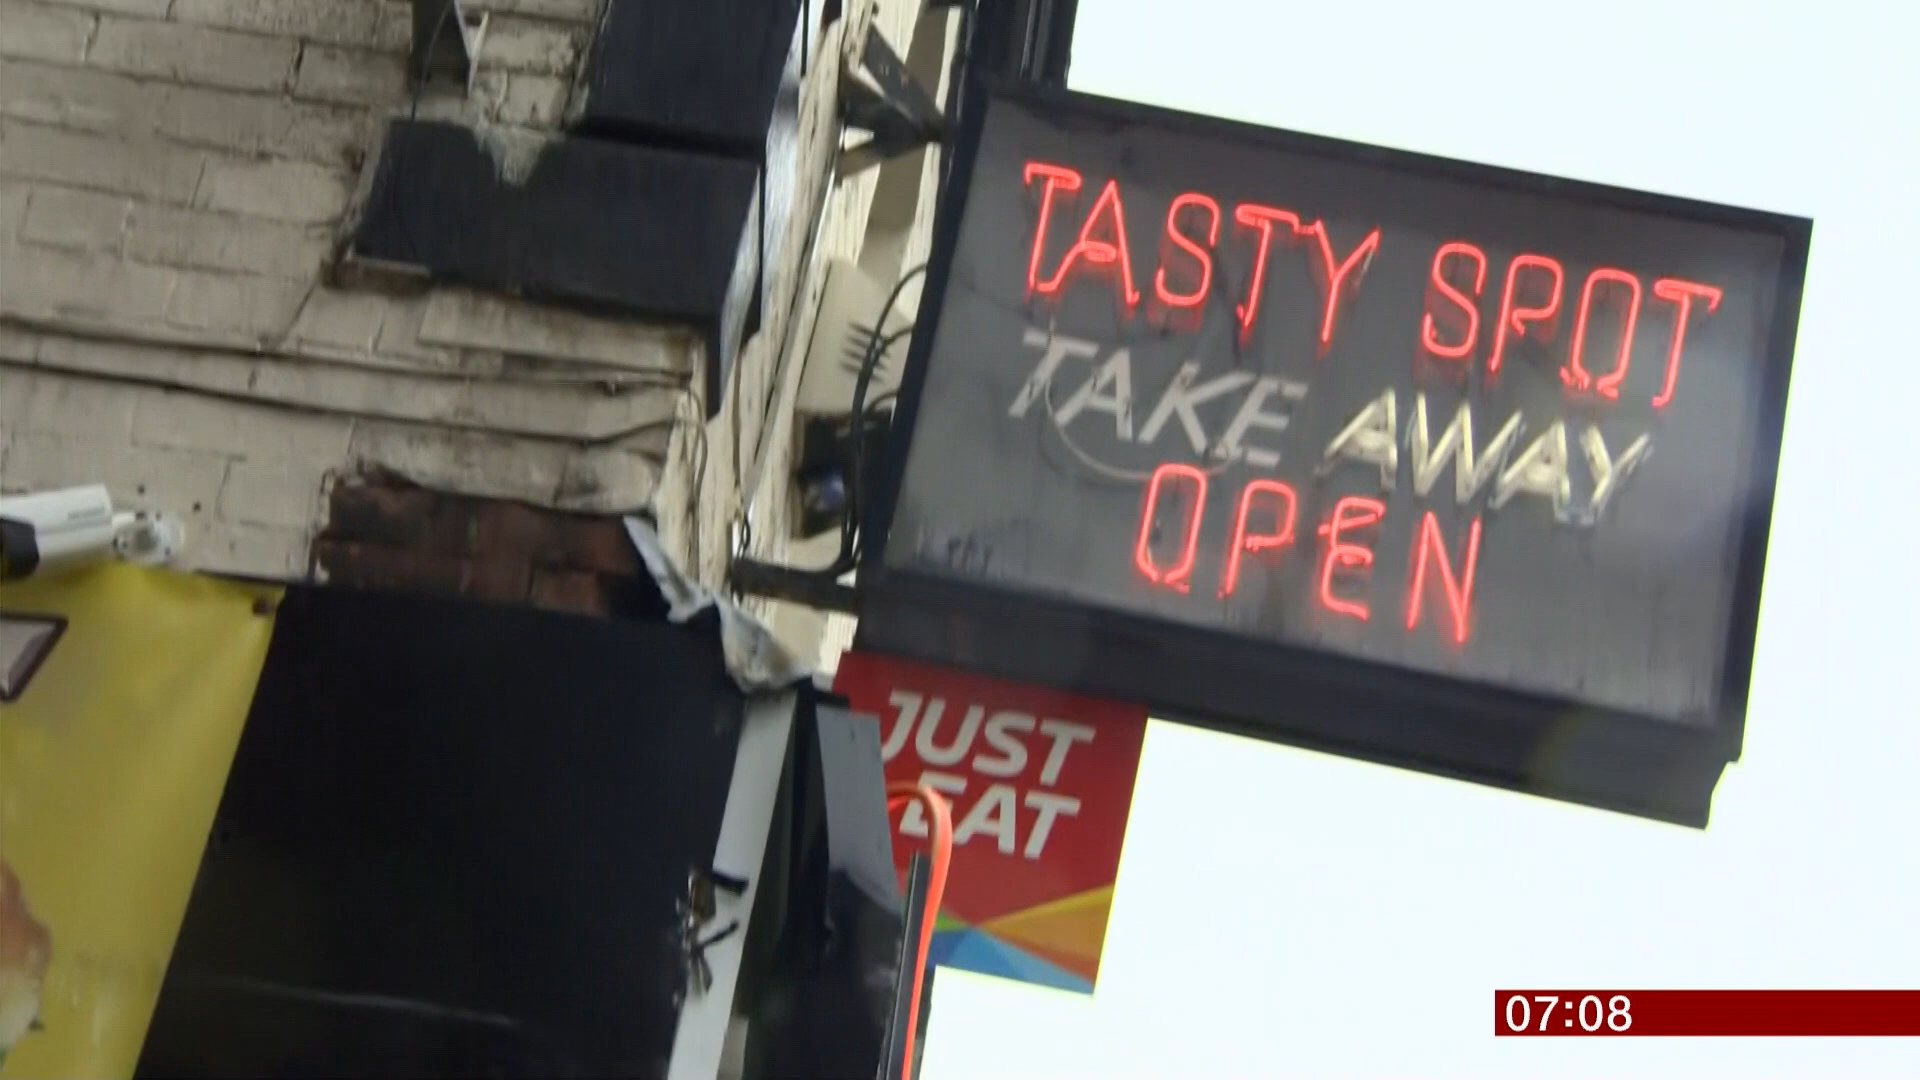 TASTY SPOT
TAKE AWAY
OPEN
JUST
EAT
07:08